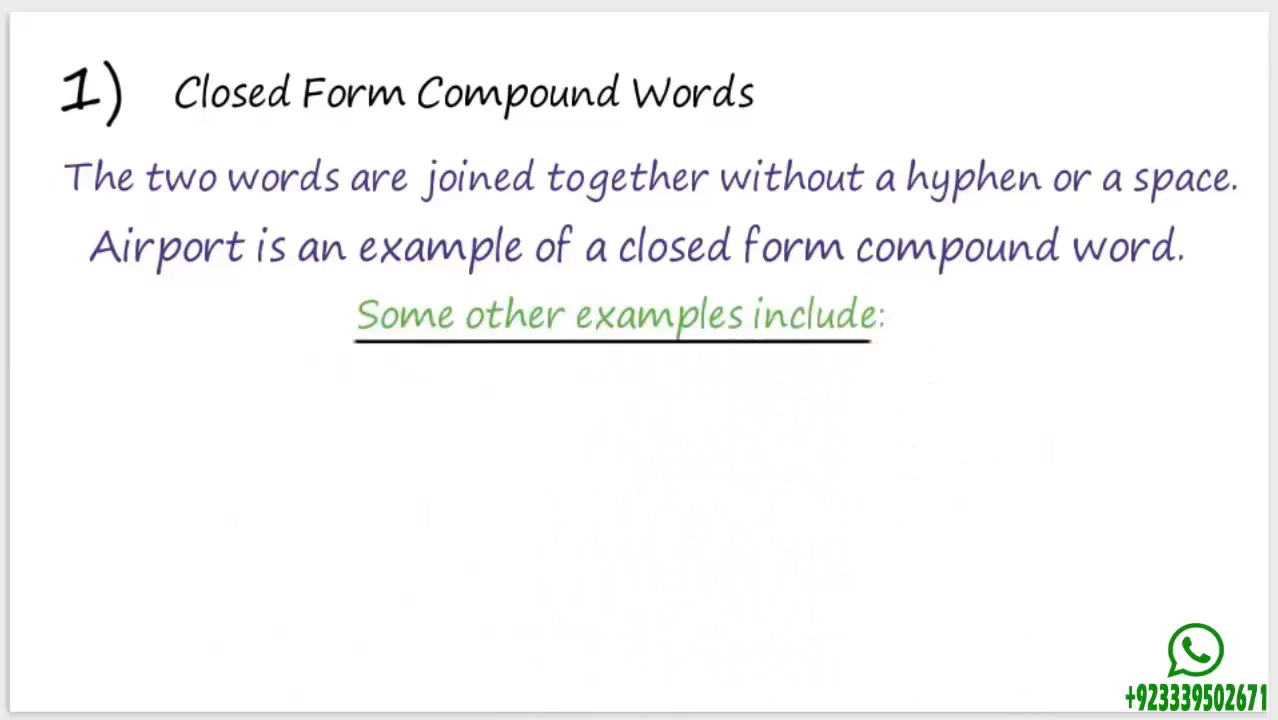 1) Closed Form Compound Words
The two words are joined together without a hyphen or a space.
Airport is an example of a closed form compound word.
Some other examples include:
+923339502671